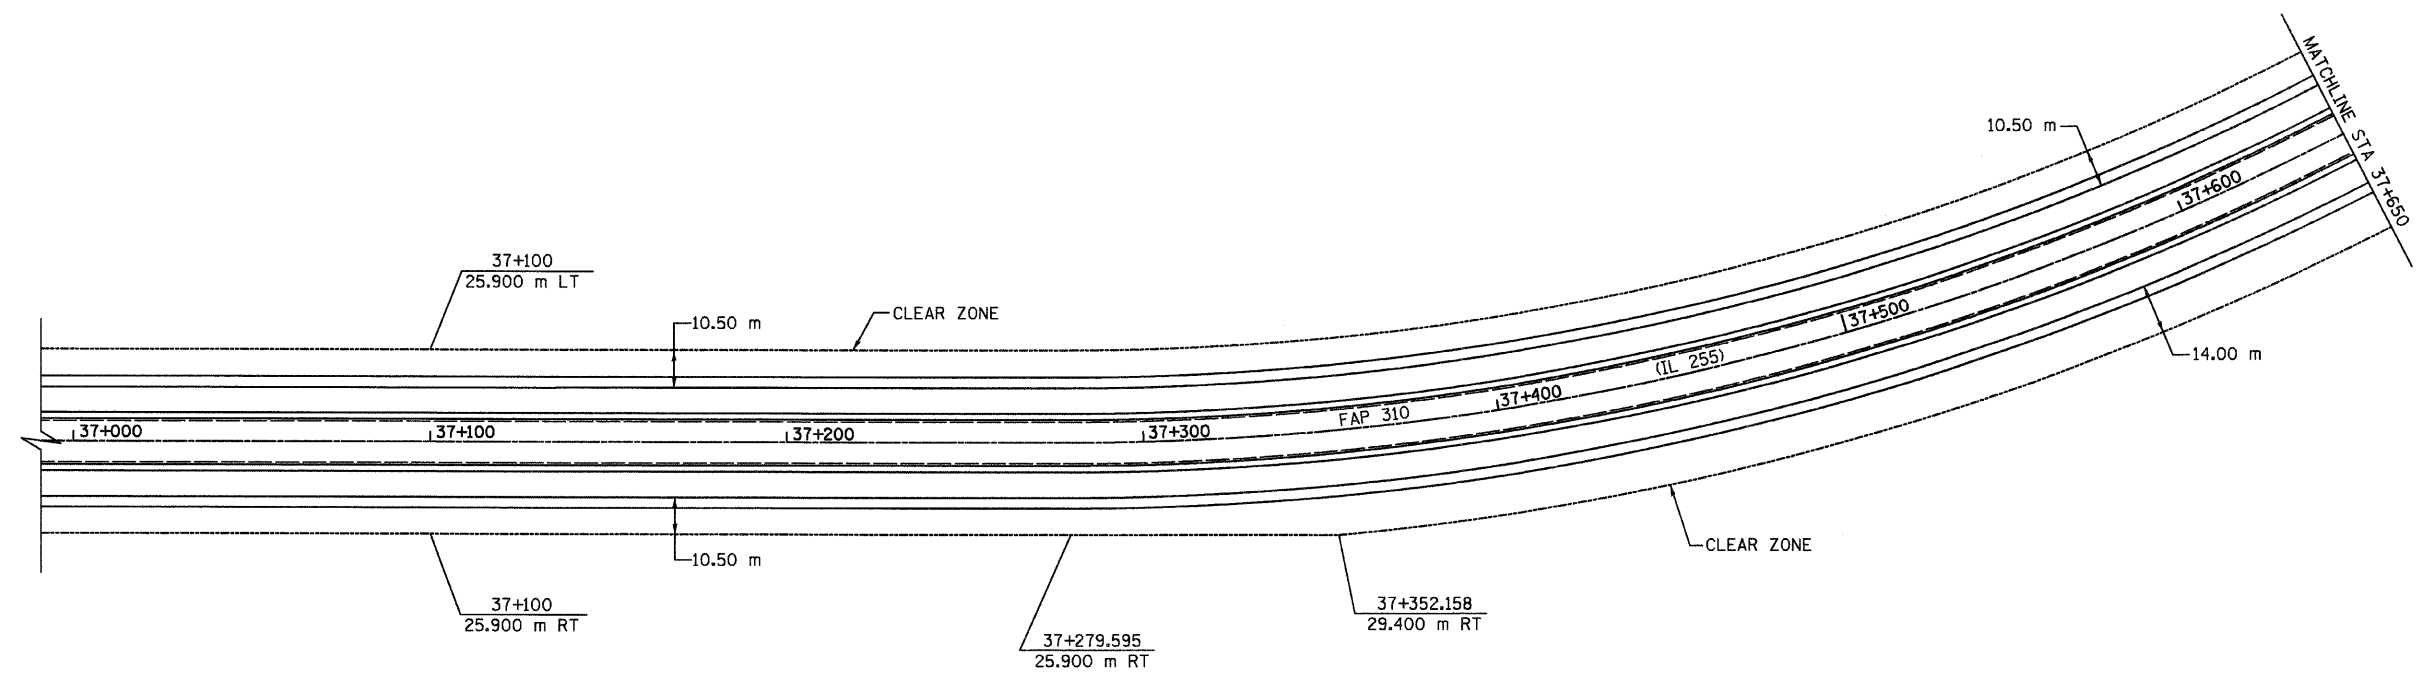 MATCHLINE STA 37+650
10.50 m
37+600
37+100
25.900 m LT
CLEAR ZONE
10.50 m
37+500
14.00 m
(IL 255)
37+400
FAP 310
37+000
37+100
37+200
37+300
10.50 m
CLEAR ZONE
37+100
25.900 m RT
37+352.158
29.400 m RT
37+279.595
25.900 m RT